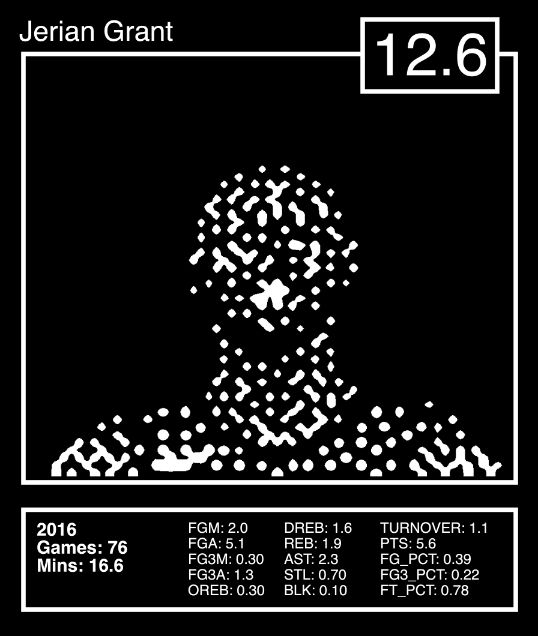 Jerian Grant
12.6
2016
Games: 76
Mins: 16.6
FGM: 2.0
FGA: 5.1
FG3M: 0.30
FG3A: 1.3
OREB: 0.30
DREB: 1.6
REB: 1.9
AST: 2.3
STL: 0.70
BLK: 0.10
TURNOVER: 1.1
PTS: 5.6
FG_PCT: 0.39
FG3_PCT: 0.22
FT_PCT: 0.78